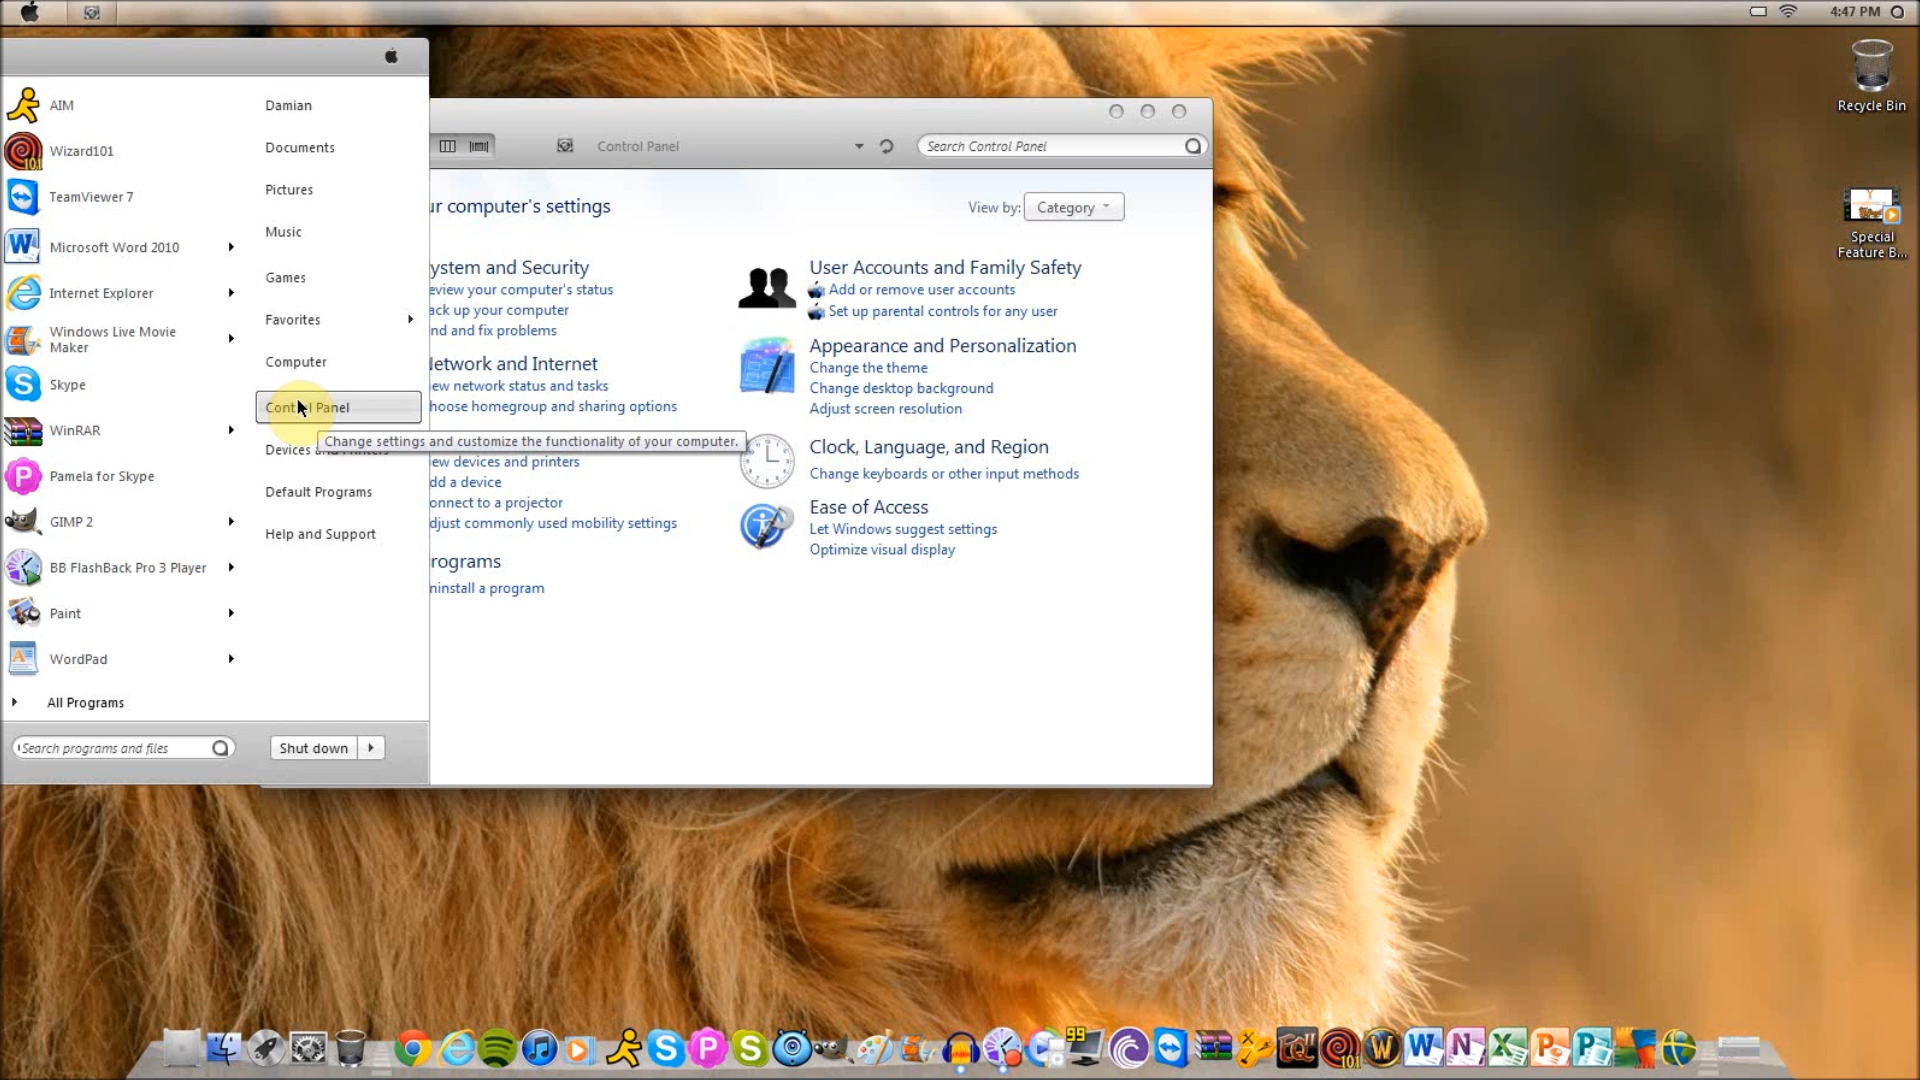 4:47 PM
AIM
Wizard101
TeamViewer 7
Microsoft Word 2010
Internet Explorer
Windows Live Movie
Maker
Skype
WinRAR
Pamela for Skype
GIMP 2
BB FlashBack Pro 3 Player
Paint
WordPad
All Programs
Search programs and files
Shut down
Damian
Documents
Pictures
Music
Games
Favorites
Computer
Control Panel
Change settings and customize the functionality of your computer.
Devices and Printers
Default Programs
Help and Support
Control Panel
Search Control Panel
ur computer's settings
View by: Category
ystem and Security
eview your computer's status
ack up your computer
nd and fix problems
Network and Internet
ew network status and tasks
hoose homegroup and sharing options
ew devices and printers
dd a device
onnect to a projector
djust commonly used mobility settings
rograms
ninstall a program
User Accounts and Family Safety
Add or remove user accounts
Set up parental controls for any user
Appearance and Personalization
Change the theme
Change desktop background
Adjust screen resolution
Clock, Language, and Region
Change keyboards or other input methods
Ease of Access
Let Windows suggest settings
Optimize visual display
Recycle Bin
Special
Feature B...
99